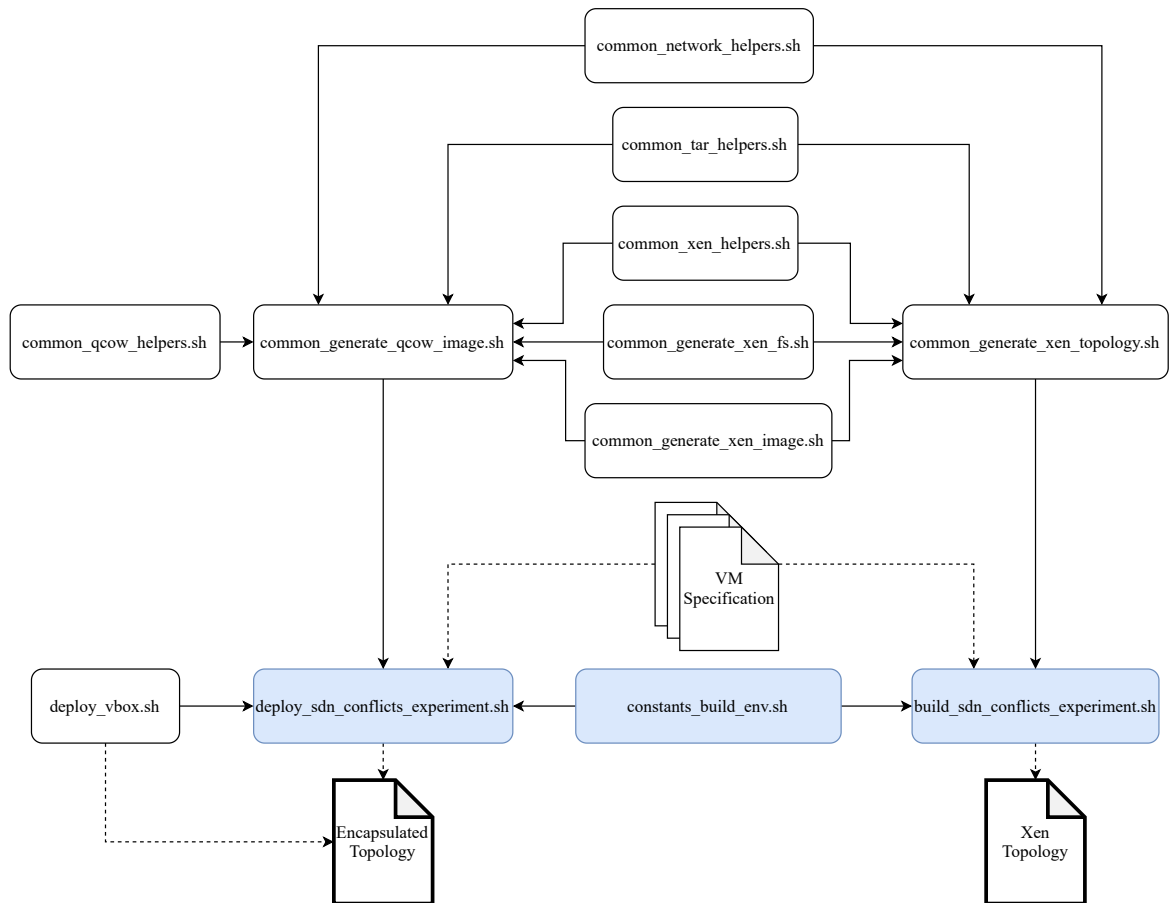 common_network_helpers.sh
common_tar_helpers.sh
common_xen_helpers.sh
common_qcow_helpers.sh
common_generate_qcow_image.sh
common_generate_xen_fs.sh
common_generate_xen_topology.sh
common_generate_xen_image.sh
VM
Specification
deploy_vbox.sh
deploy_sdn_conflicts_experiment.sh
constants_build_env.sh
build_sdn_conflicts_experiment.sh
Encapsulated
Topology
Xen
Topology